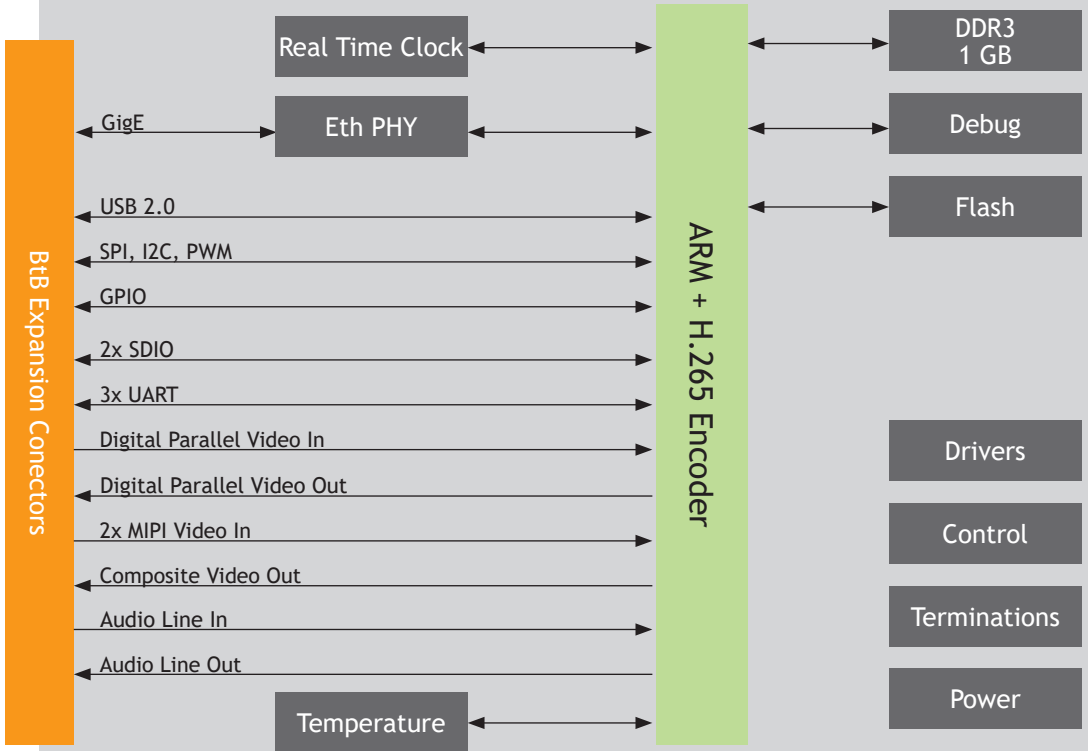 Real Time Clock
DDR3
1 GB
GigE
Eth PHY
Debug
USB 2.0
Flash
SPI, I2C, PWM
GPIO
2x SDIO
3x UART
Digital Parallel Video In
Digital Parallel Video Out
2x MIPI Video In
Composite Video Out
Audio Line In
Audio Line Out
BtB Expansion Conectors
ARM + H.265 Encoder
Drivers
Control
Terminations
Power
Temperature